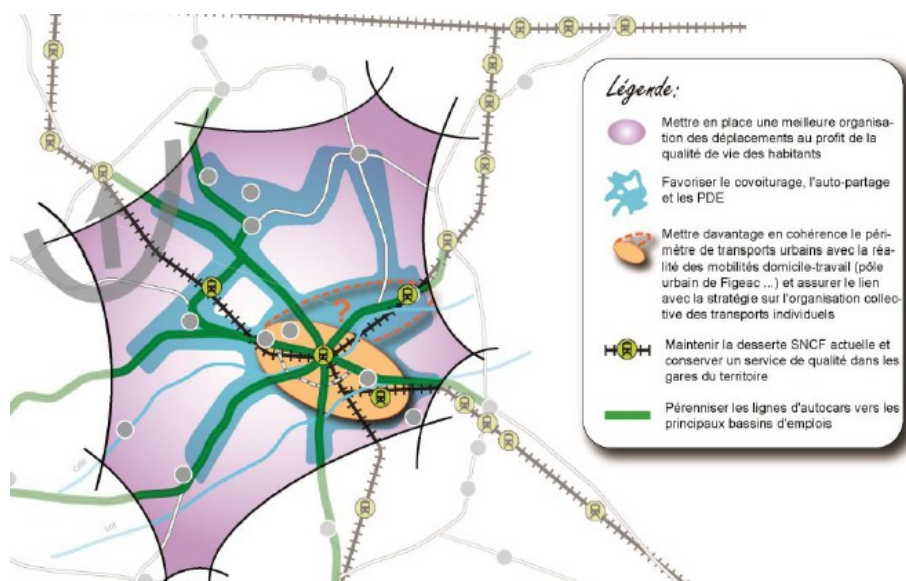 Légende:
Mettre en place une meilleure organi-
sation des déplacements au profit de la
qualité de vie des habitants
Favoriser le covoiturage, l'auto-partage
et les PDE
Mettre davantage en cohérence le péri-
mètre de transports urbains avec la réa-
lité des mobilités domicile-travail (pôle
urbain de Figeac ...) et assurer le lien
avec la stratégie sur l'organisation collec-
tive des transports individuels
Maintenir la desserte SNCF actuelle et
conserver un service de qualité dans les
gares du territoire
Pérenniser les lignes d'autocars vers les
principaux bassins d'emplois
?
Célé
Lot